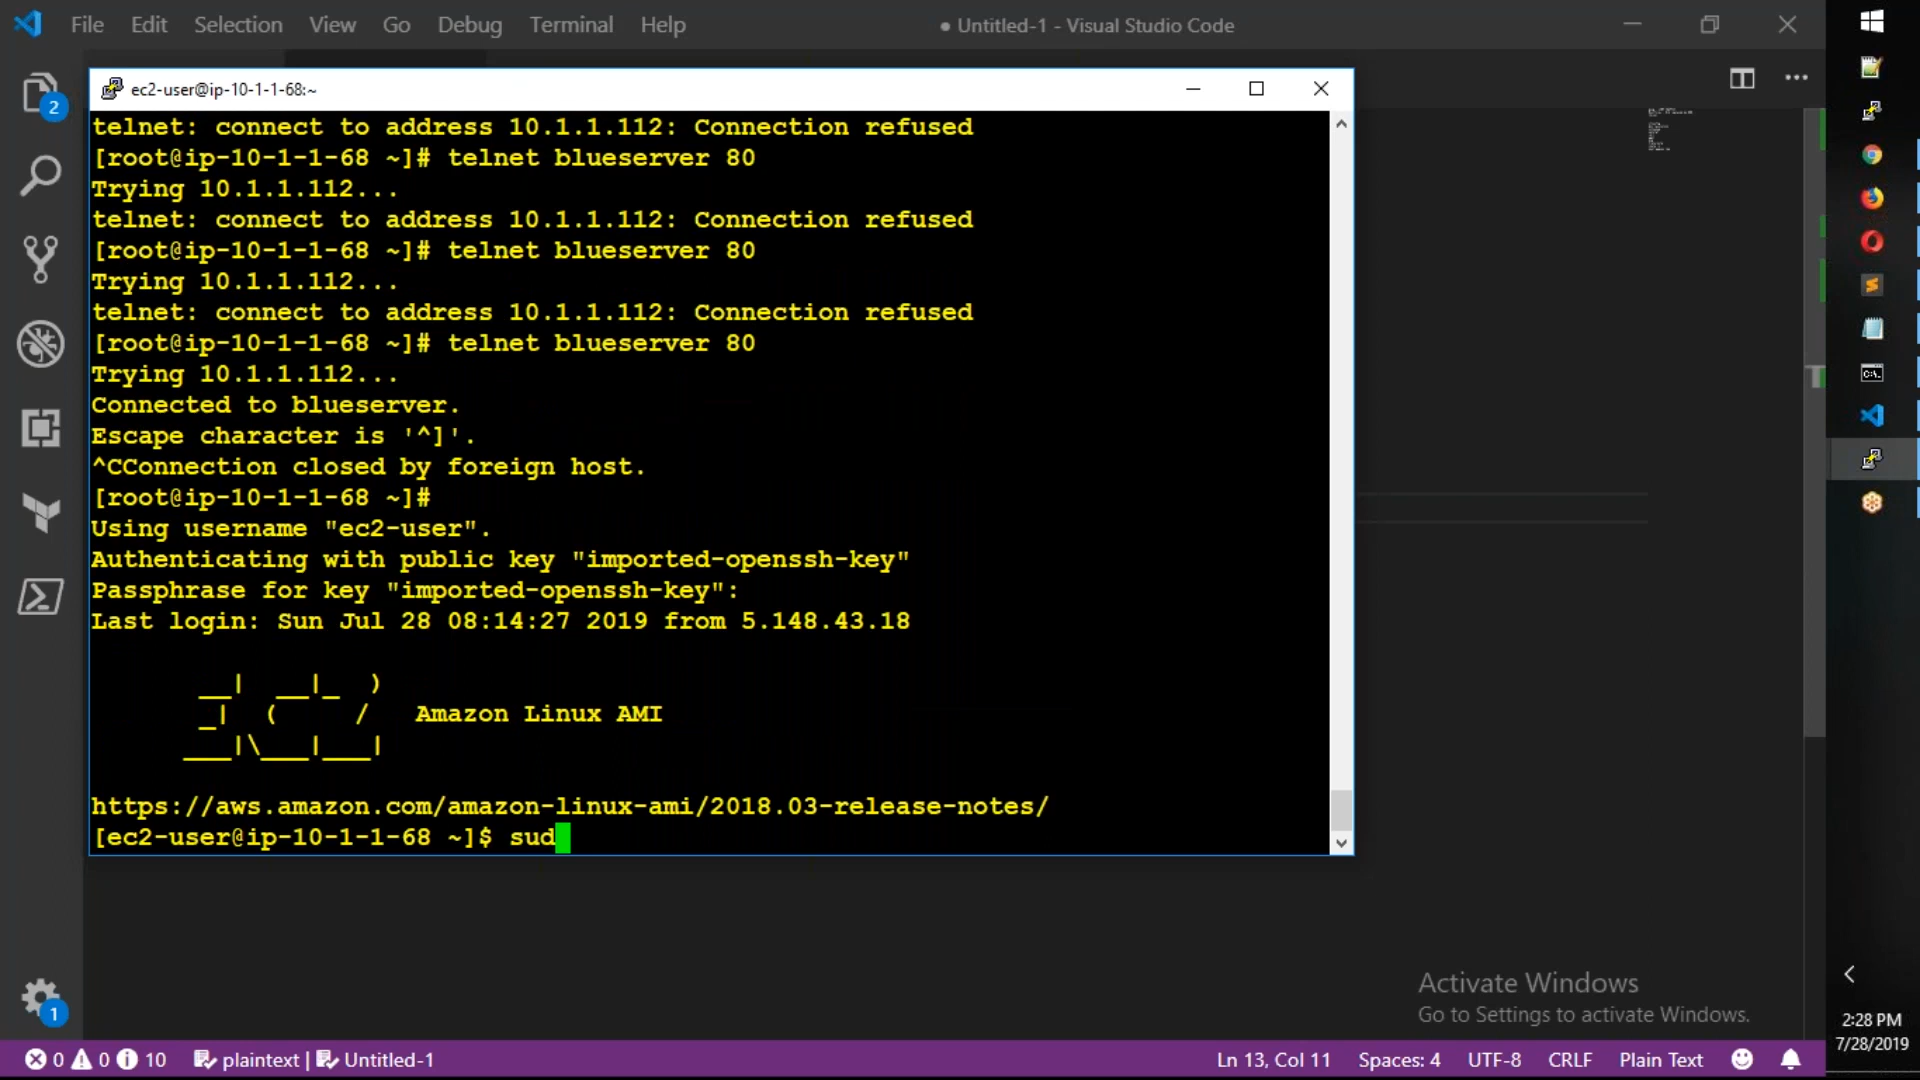 File Edit Selection View Go Debug Terminal Help
● Untitled-1 - Visual Studio Code
2
ec2-user@ip-10-1-1-68:~
telnet: connect to address 10.1.1.112: Connection refused
[root@ip-10-1-1-68 ~]# telnet blueserver 80
Trying 10.1.1.112...
telnet: connect to address 10.1.1.112: Connection refused
[root@ip-10-1-1-68 ~]# telnet blueserver 80
Trying 10.1.1.112...
telnet: connect to address 10.1.1.112: Connection refused
[root@ip-10-1-1-68 ~]# telnet blueserver 80
Trying 10.1.1.112...
Connected to blueserver.
Escape character is '^]'.
^CConnection closed by foreign host.
[root@ip-10-1-1-68 ~]#
Using username "ec2-user".
Authenticating with public key "imported-openssh-key"
Passphrase for key "imported-openssh-key":
Last login: Sun Jul 28 08:14:27 2019 from 5.148.43.18
__|  __|_  )
_|  (     /   Amazon Linux AMI
___|\___|___|
https://aws.amazon.com/amazon-linux-ami/2018.03-release-notes/
[ec2-user@ip-10-1-1-68 ~]$ sud
Activate Windows
Go to Settings to activate Windows.
1
2:28 PM
7/28/2019
0 0 10 plaintext | Untitled-1 Ln 13, Col 11 Spaces: 4 UTF-8 CRLF Plain Text